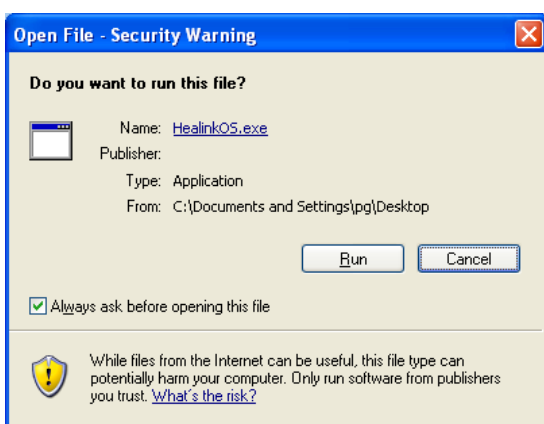 Open File - Security Warning
Do you want to run this file?
Name: HealinkOS.exe
Publisher:
Type: Application
From: C:\Documents and Settings\pg\Desktop
Run Cancel
Always ask before opening this file
While files from the Internet can be useful, this file type can
potentially harm your computer. Only run software from publishers
you trust. What's the risk?